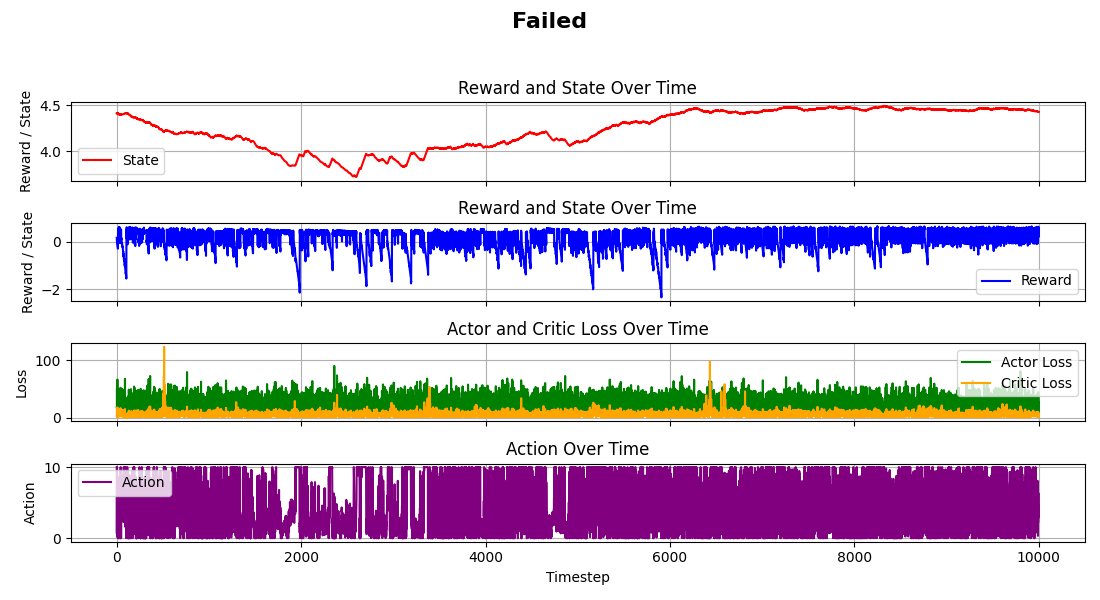 Failed
Reward and State Over Time
Reward / State
4.5
4.0
State
Reward and State Over Time
Reward / State
0
−2
Reward
Actor and Critic Loss Over Time
Loss
100
0
Actor Loss
Critic Loss
Action Over Time
Action
10
0
Action
0 2000 4000 6000 8000 10000
Timestep